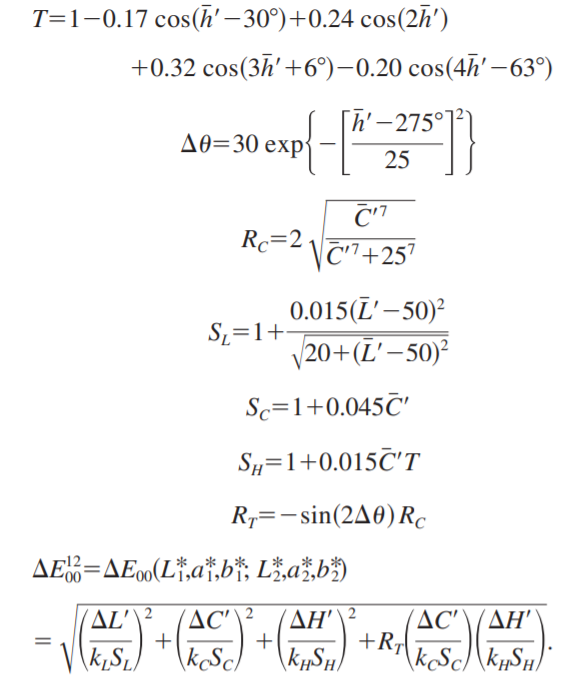 T=1−0.17 cos(h̄′−30°)+0.24 cos(2h̄′)
+0.32 cos(3h̄′+6°)−0.20 cos(4h̄′−63°)
Δθ=30 exp{−[(h̄′−275°)/25]²}
R_C=2√(C̄′⁷/(C̄′⁷+25⁷))
S_L=1+0.015(L̄′−50)²/√(20+(L̄′−50)²)
S_C=1+0.045C̄′
S_H=1+0.015C̄′T
R_T=−sin(2Δθ)R_C
ΔE₀₀¹²=ΔE₀₀(L₁*,a₁*,b₁*; L₂*,a₂*,b₂*)
=√((ΔL′/(k_L S_L))²+(ΔC′/(k_C S_C))²+(ΔH′/(k_H S_H))²+R_T(ΔC′/(k_C S_C))(ΔH′/(k_H S_H))).